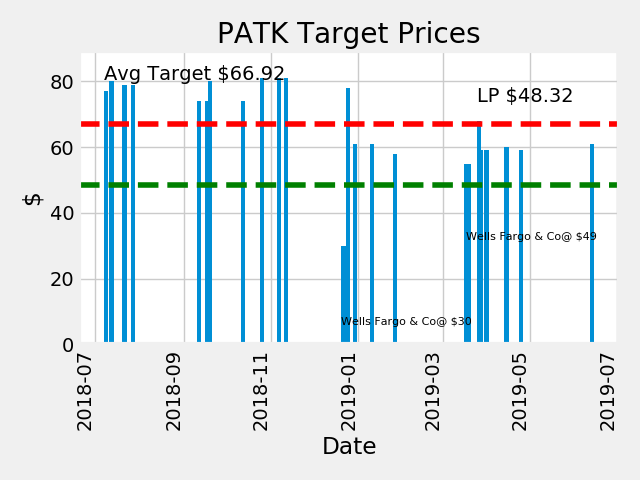 PATK Target Prices
Avg Target $66.92
LP $48.32
Wells Fargo & Co@ $49
Wells Fargo & Co@ $30
$
80
60
40
20
0
2018-07
2018-09
2018-11
2019-01
2019-03
2019-05
2019-07
Date